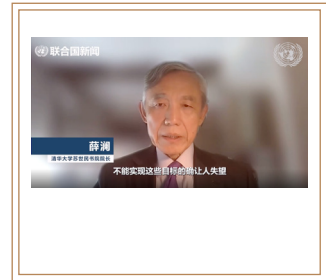 联合国新闻
薛澜
清华大学苏世民书院院长
不能实现这些目标的确让人失望